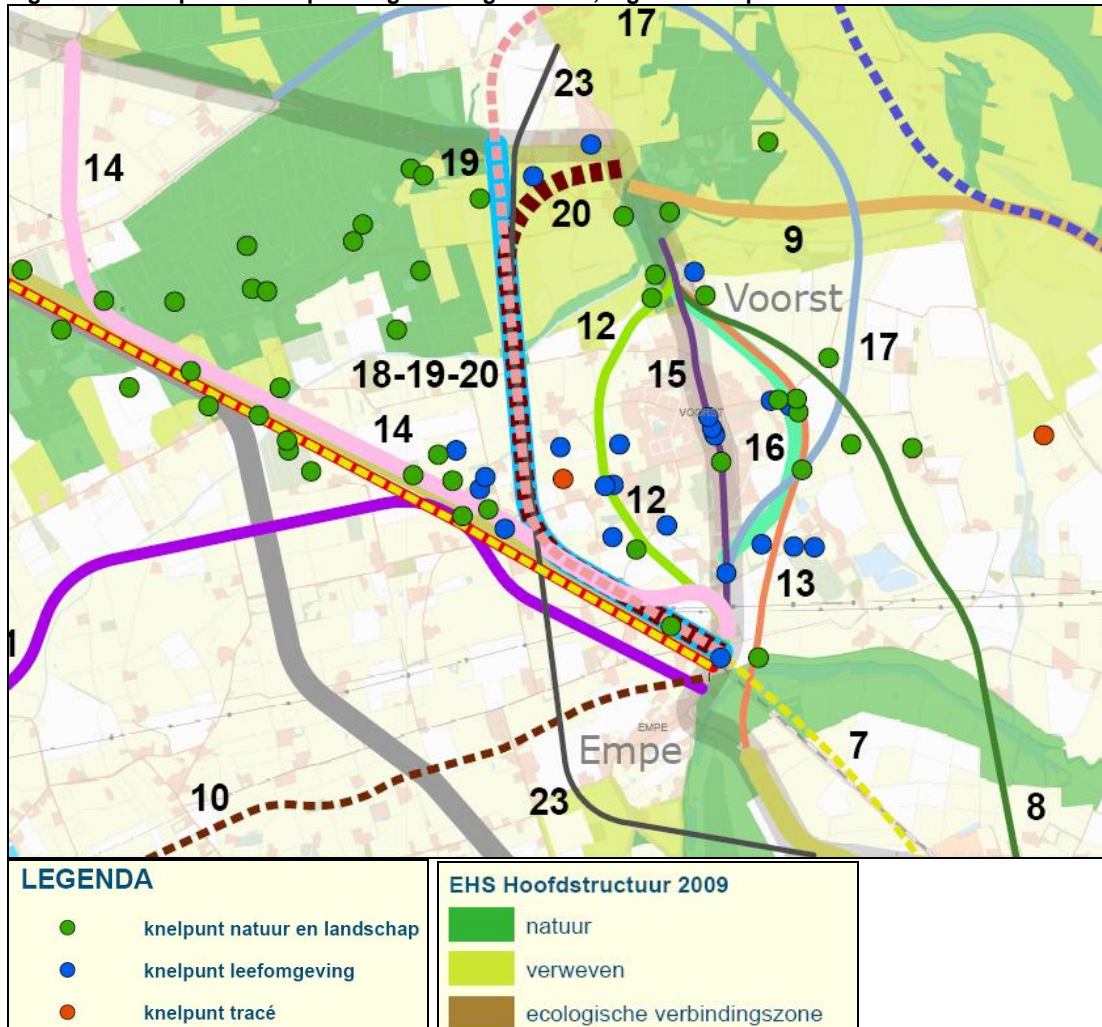 17
23
14
19
20
9
Voorst
12
17
18-19-20
15
VOORST
14
16
12
13
1
EMPE
Empe
7
10
23
8
LEGENDA
knelpunt natuur en landschap
knelpunt leefomgeving
knelpunt tracé
EHS Hoofdstructuur 2009
natuur
verweven
ecologische verbindingszone